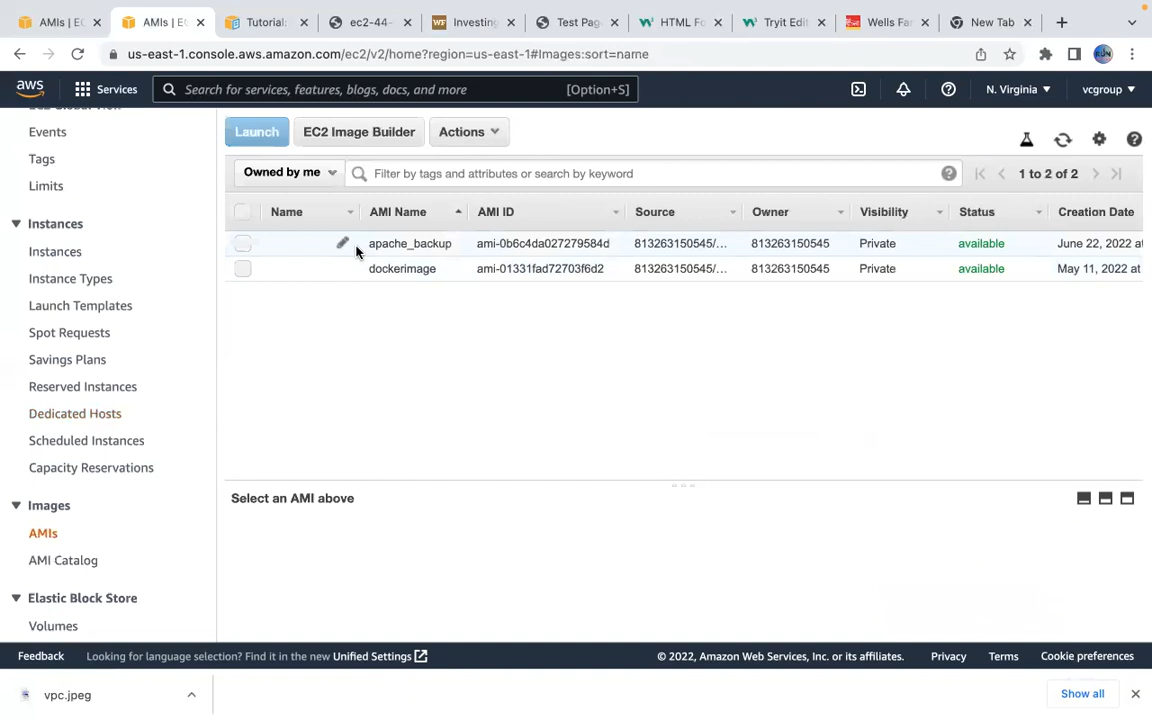 AMIs | EC
AMIs | EC
Tutorial:
ec2-44-
Investing
Test Page
HTML Fo
Tryit Edit
Wells Far
New Tab
us-east-1.console.aws.amazon.com/ec2/v2/home?region=us-east-1#Images:sort=name
aws
Services
Search for services, features, blogs, docs, and more
[Option+S]
N. Virginia
vcgroup
Events
Tags
Limits
Instances
Instances
Instance Types
Launch Templates
Spot Requests
Savings Plans
Reserved Instances
Dedicated Hosts
Scheduled Instances
Capacity Reservations
Images
AMIs
AMI Catalog
Elastic Block Store
Volumes
Launch
EC2 Image Builder
Actions
Owned by me
Filter by tags and attributes or search by keyword
1 to 2 of 2
Name AMI Name AMI ID Source Owner Visibility Status Creation Date
apache_backup ami-0b6c4da027279584d 813263150545/... 813263150545 Private available June 22, 2022 at
dockerimage ami-01331fad72703f6d2 813263150545/... 813263150545 Private available May 11, 2022 at
Select an AMI above
Feedback
Looking for language selection? Find it in the new Unified Settings
© 2022, Amazon Web Services, Inc. or its affiliates.
Privacy
Terms
Cookie preferences
vpc.jpeg
Show all